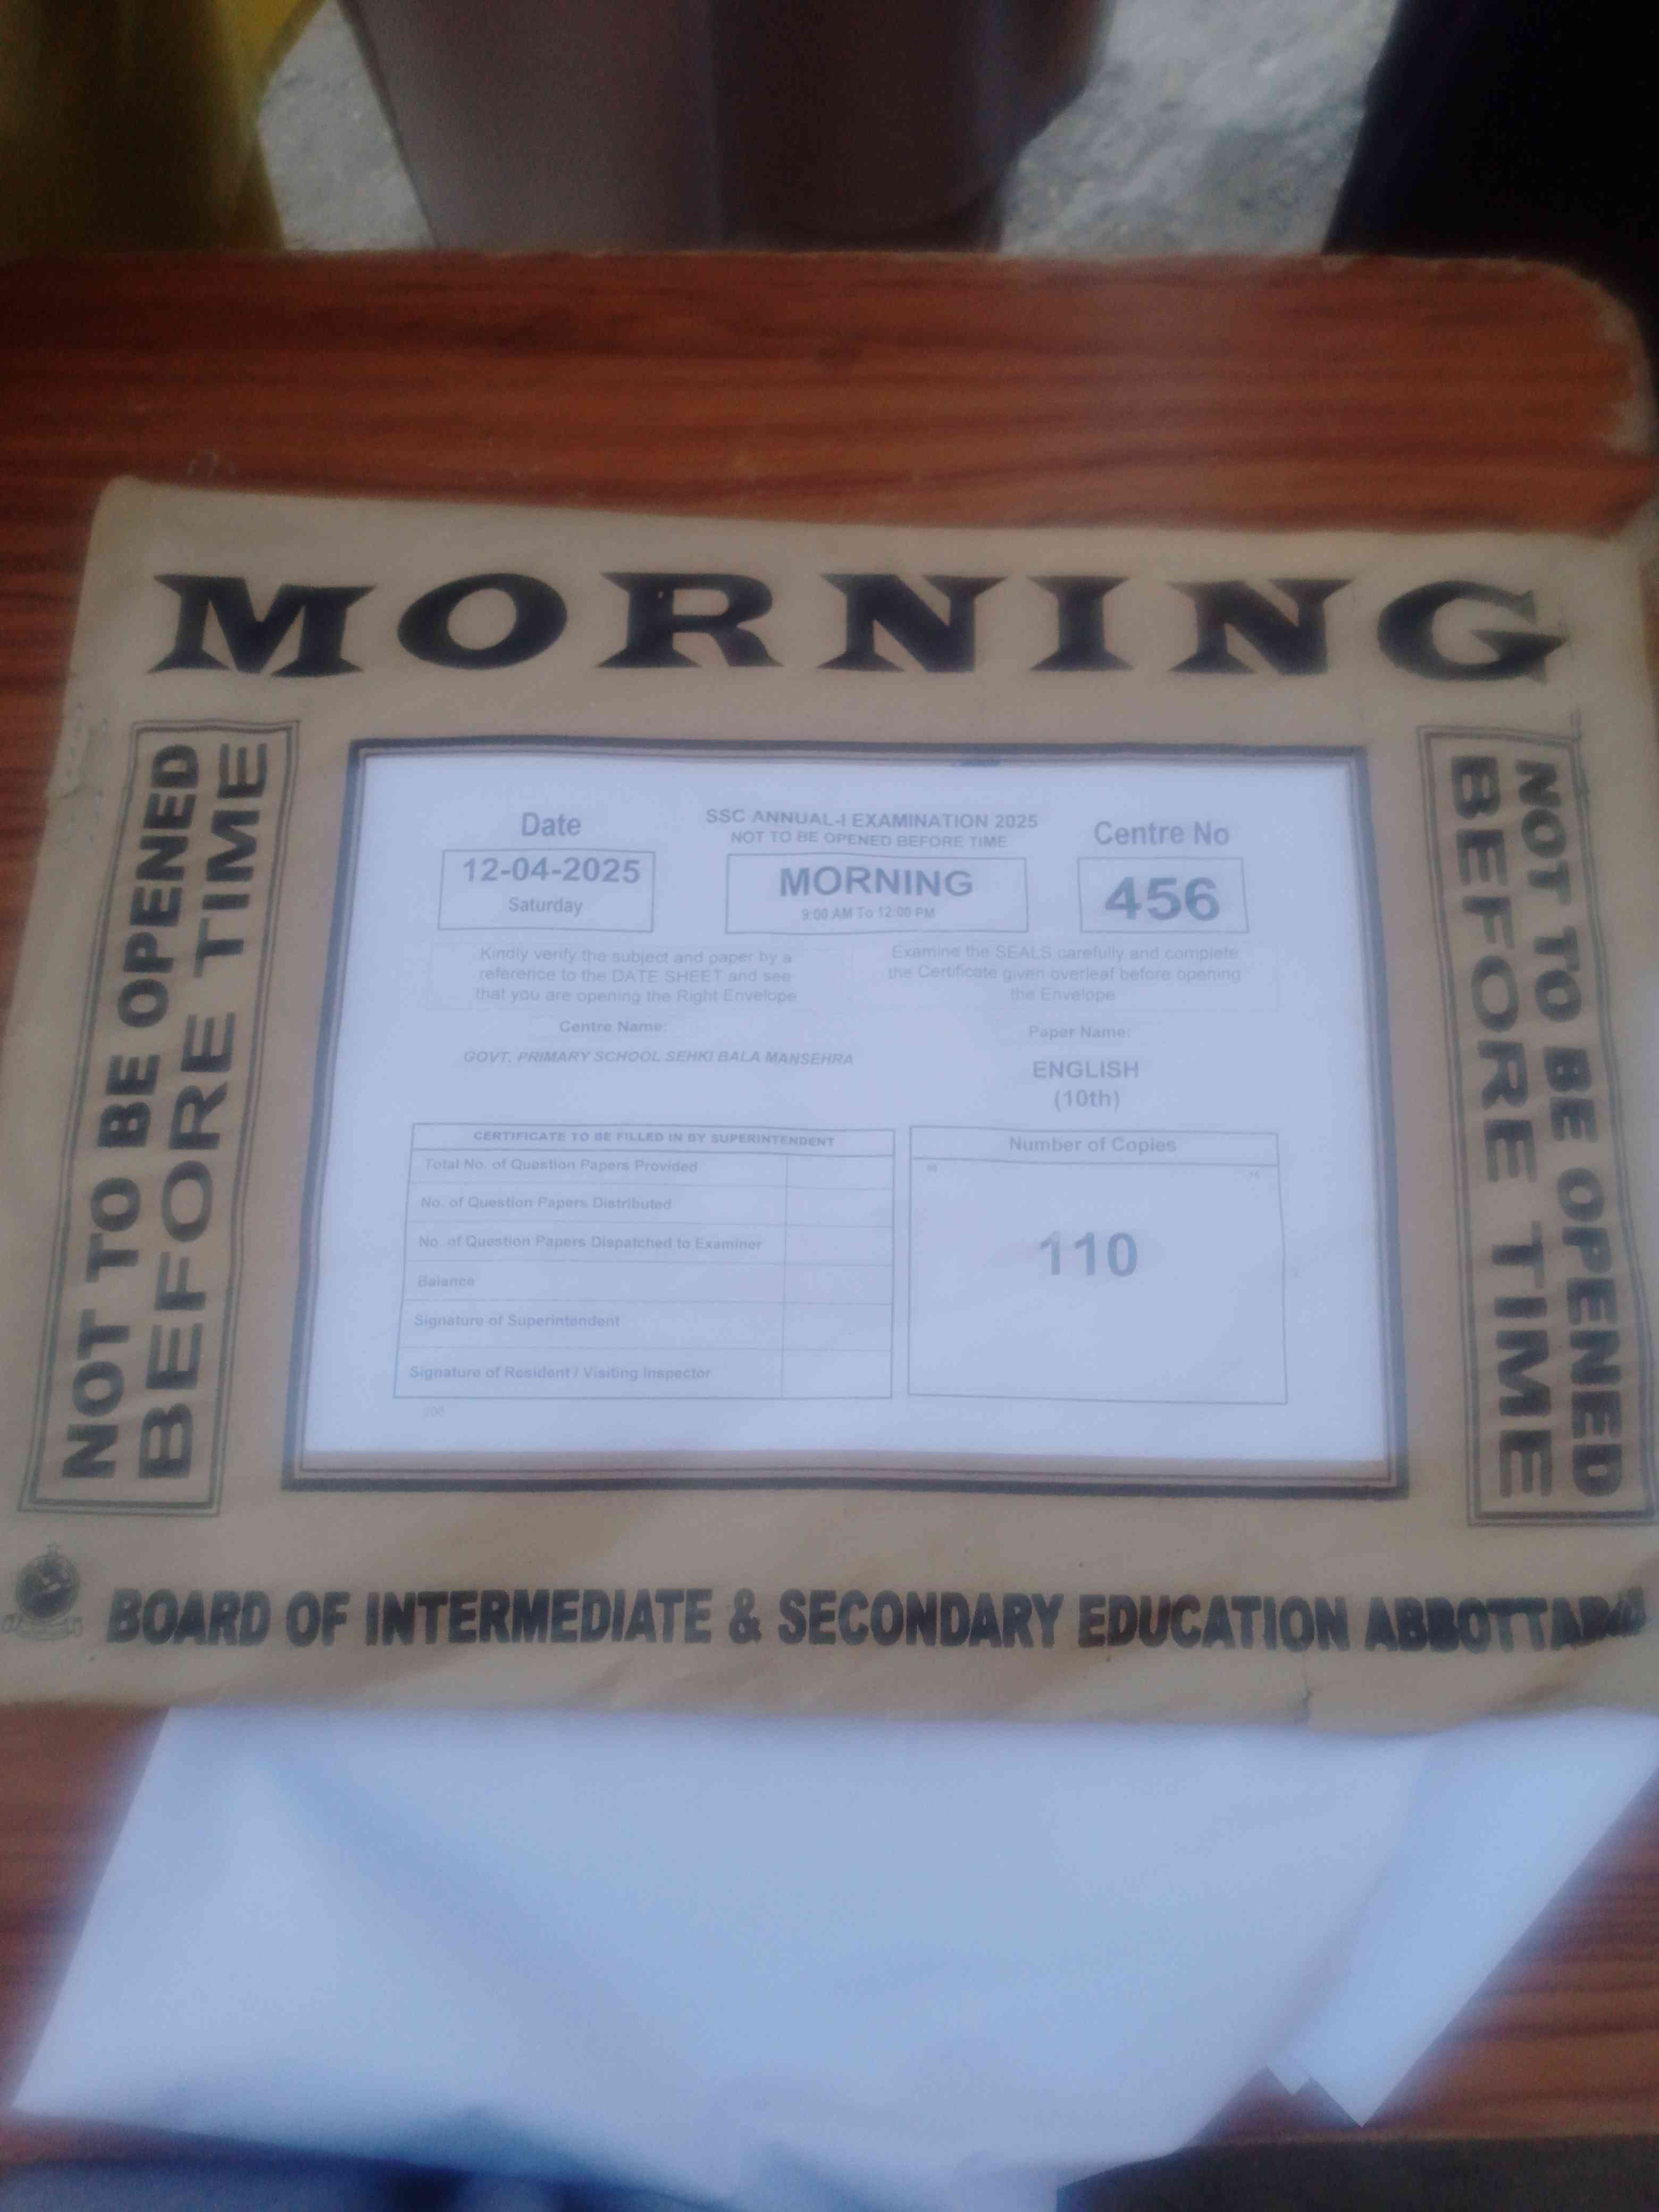 MORNING
NOT TO BE OPENED
BEFORE TIME
Date
12-04-2025
Saturday
SSC ANNUAL-I EXAMINATION 2025
NOT TO BE OPENED BEFORE TIME
MORNING
9:00 AM To 12:00 PM
Centre No
456
Kindly verify the subject and paper by a
reference to the DATE SHEET and see
that you are opening the Right Envelope
Examine the SEALS carefully and complete
the Certificate given overleaf before opening
the Envelope
Centre Name:
GOVT. PRIMARY SCHOOL SEHKI BALA MANSEHRA
Paper Name:
ENGLISH
(10th)
CERTIFICATE TO BE FILLED IN BY SUPERINTENDENT
Total No. of Question Papers Provided
No. of Question Papers Distributed
No. of Question Papers Dispatched to Examiner
Balance
Signature of Superintendent
Signature of Resident / Visiting Inspector
Number of Copies
110
NOT TO BE OPENED
BEFORE TIME
BOARD OF INTERMEDIATE & SECONDARY EDUCATION ABBOTTABAD